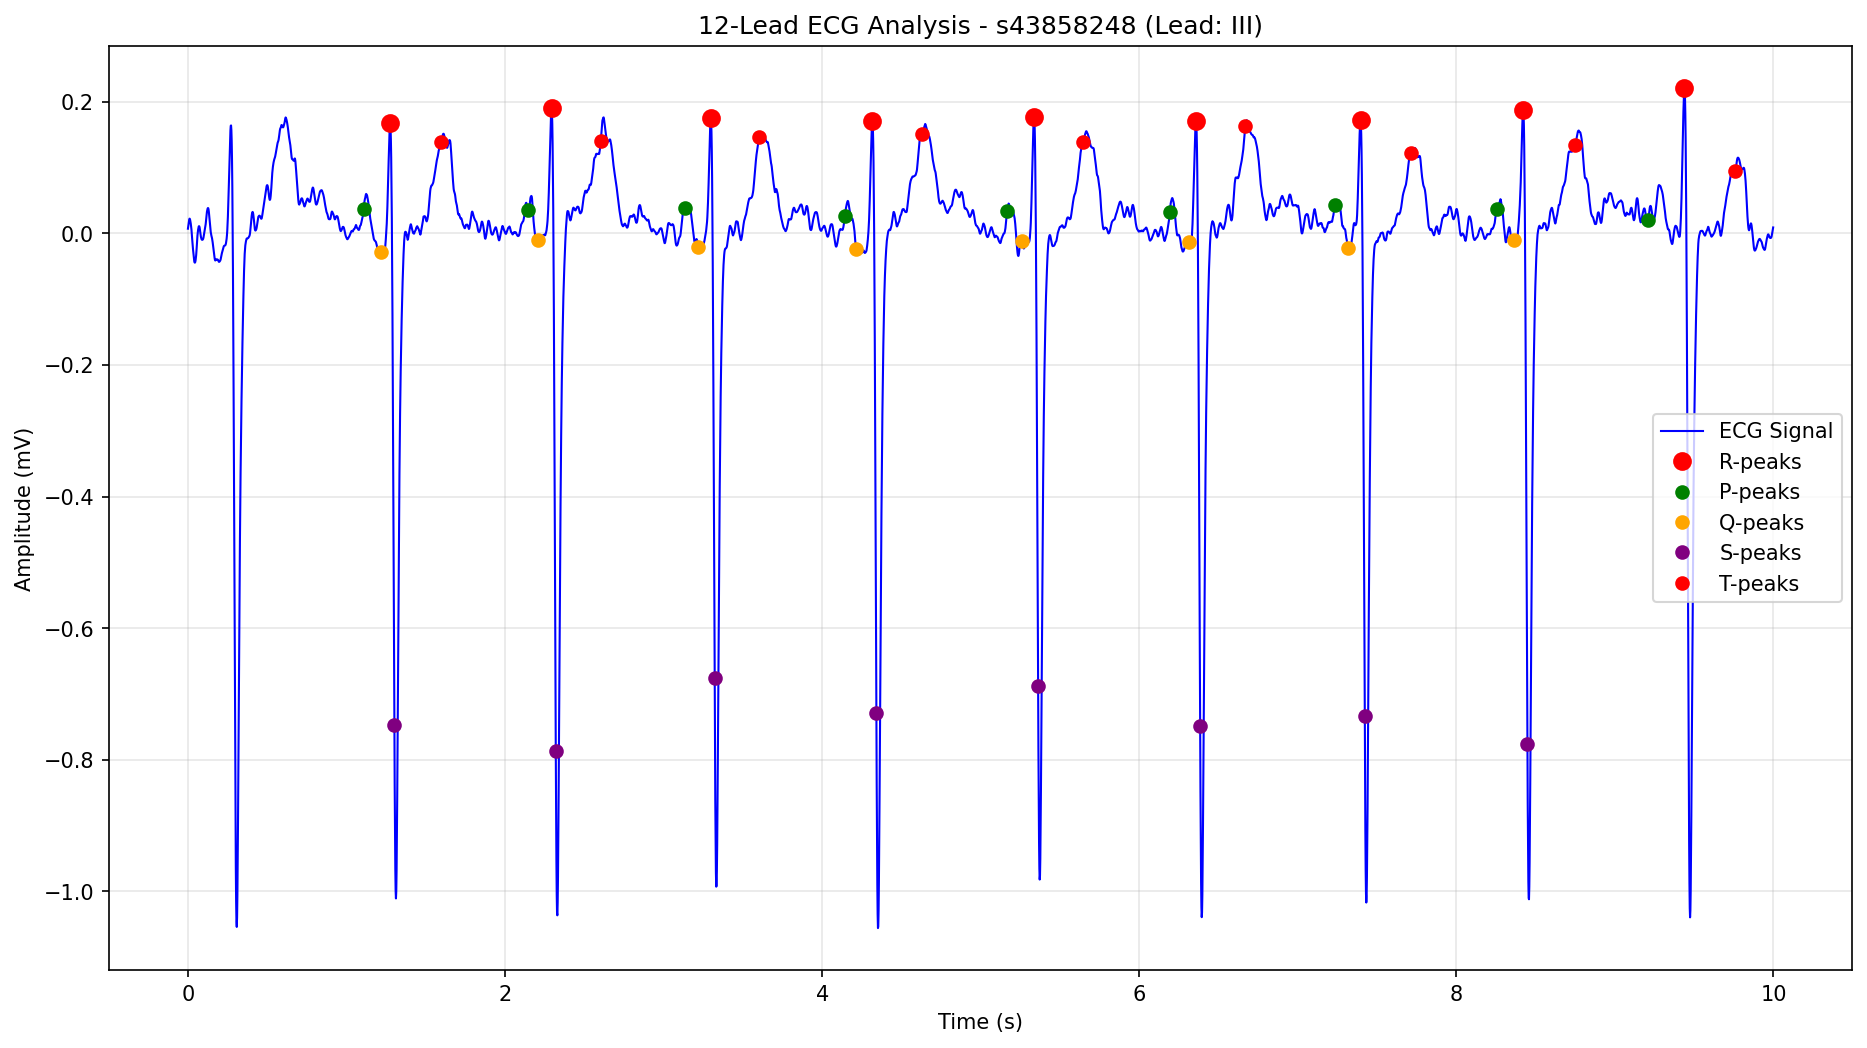 12-Lead ECG Analysis - s43858248 (Lead: III)
Amplitude (mV)
0.2
0.0
−0.2
−0.4
−0.6
−0.8
−1.0
ECG Signal
R-peaks
P-peaks
Q-peaks
S-peaks
T-peaks
0 2 4 6 8 10
Time (s)